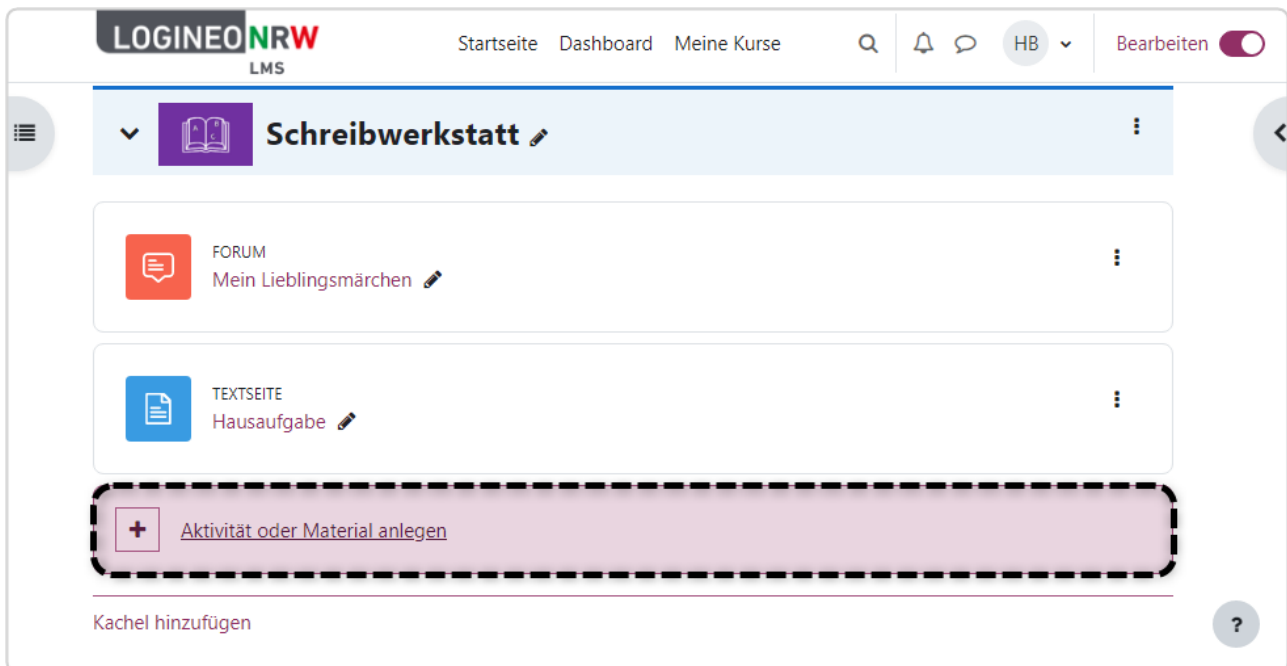 LOGINEO NRW
LMS
Startseite Dashboard Meine Kurse HB Bearbeiten
Schreibwerkstatt
FORUM
Mein Lieblingsmärchen
TEXTSEITE
Hausaufgabe
+ Aktivität oder Material anlegen
Kachel hinzufügen
?